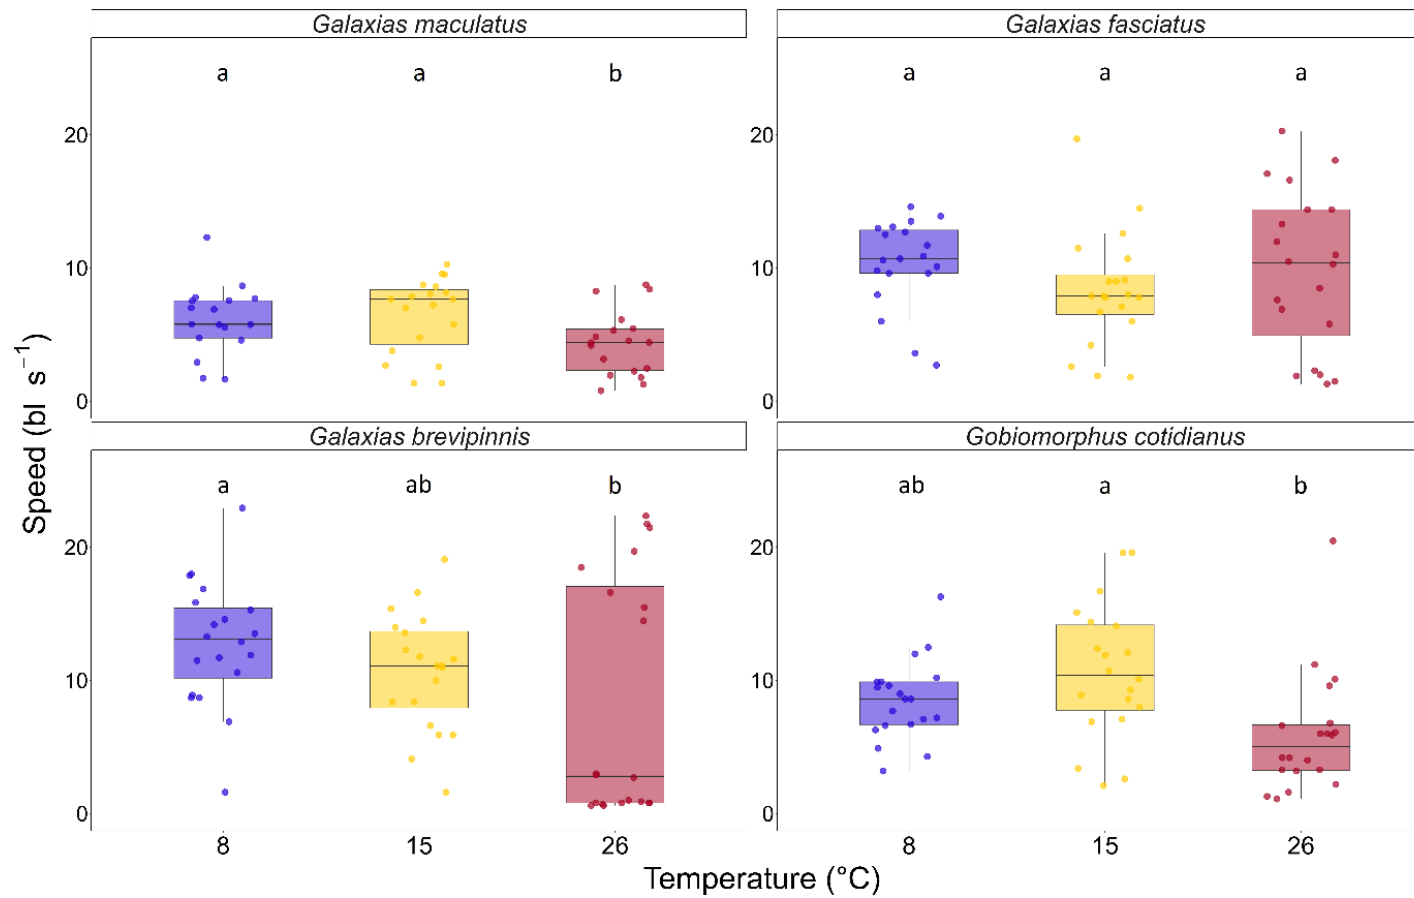 Galaxias maculatus
Galaxias fasciatus
a a b
a a a
20
10
0
20
10
0
Speed (bl s⁻¹)
Galaxias brevipinnis
Gobiomorphus cotidianus
a ab b
ab a b
20
10
0
20
10
0
8 15 26
8 15 26
Temperature (°C)